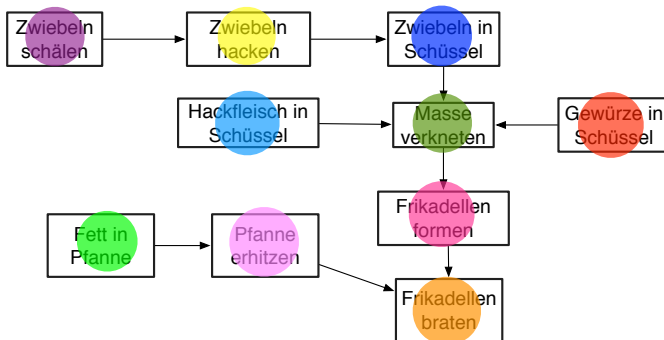 Zwiebeln
schälen
Zwiebeln
hacken
Zwiebeln in
Schüssel
Hackfleisch in
Schüssel
Masse
verkneten
Gewürze in
Schüssel
Frikadellen
formen
Fett in
Pfanne
Pfanne
erhitzen
Frikadellen
braten